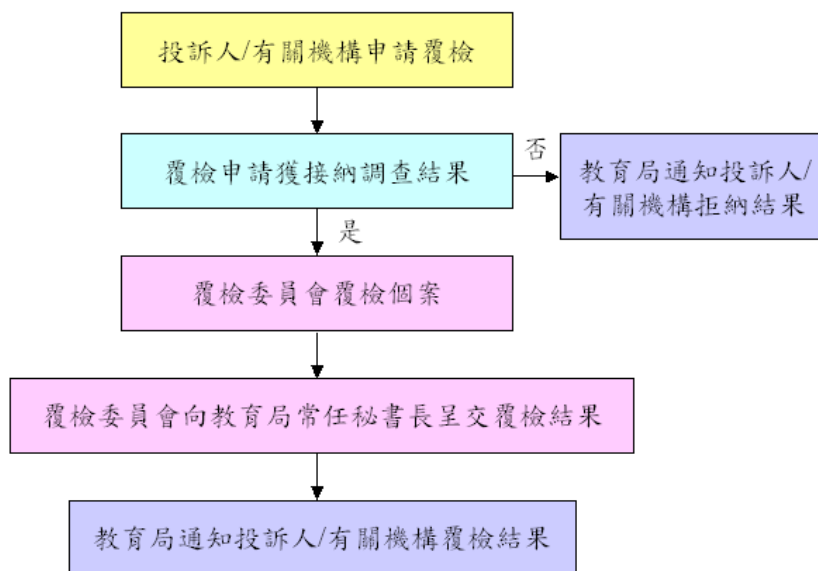 投訴人/有關機構申請覆檢
覆檢申請獲接納調查結果
否
教育局通知投訴人/
有關機構拒納結果
是
覆檢委員會覆檢個案
覆檢委員會向教育局常任秘書長呈交覆檢結果
教育局通知投訴人/有關機構覆檢結果